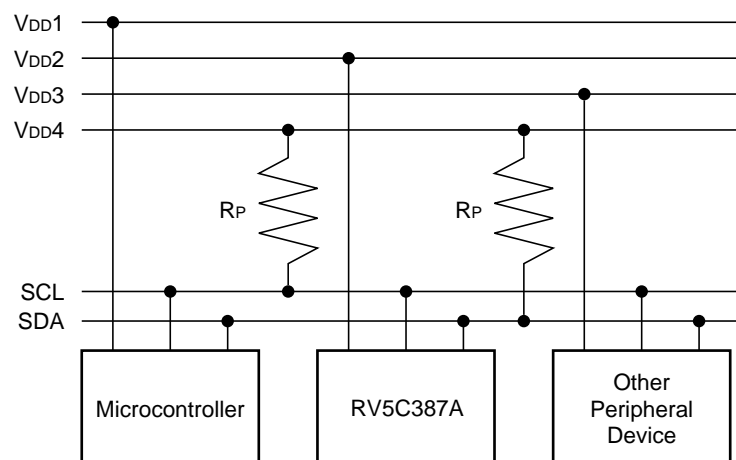 VDD1
VDD2
VDD3
VDD4
RP
RP
SCL
SDA
Microcontroller
RV5C387A
Other
Peripheral
Device